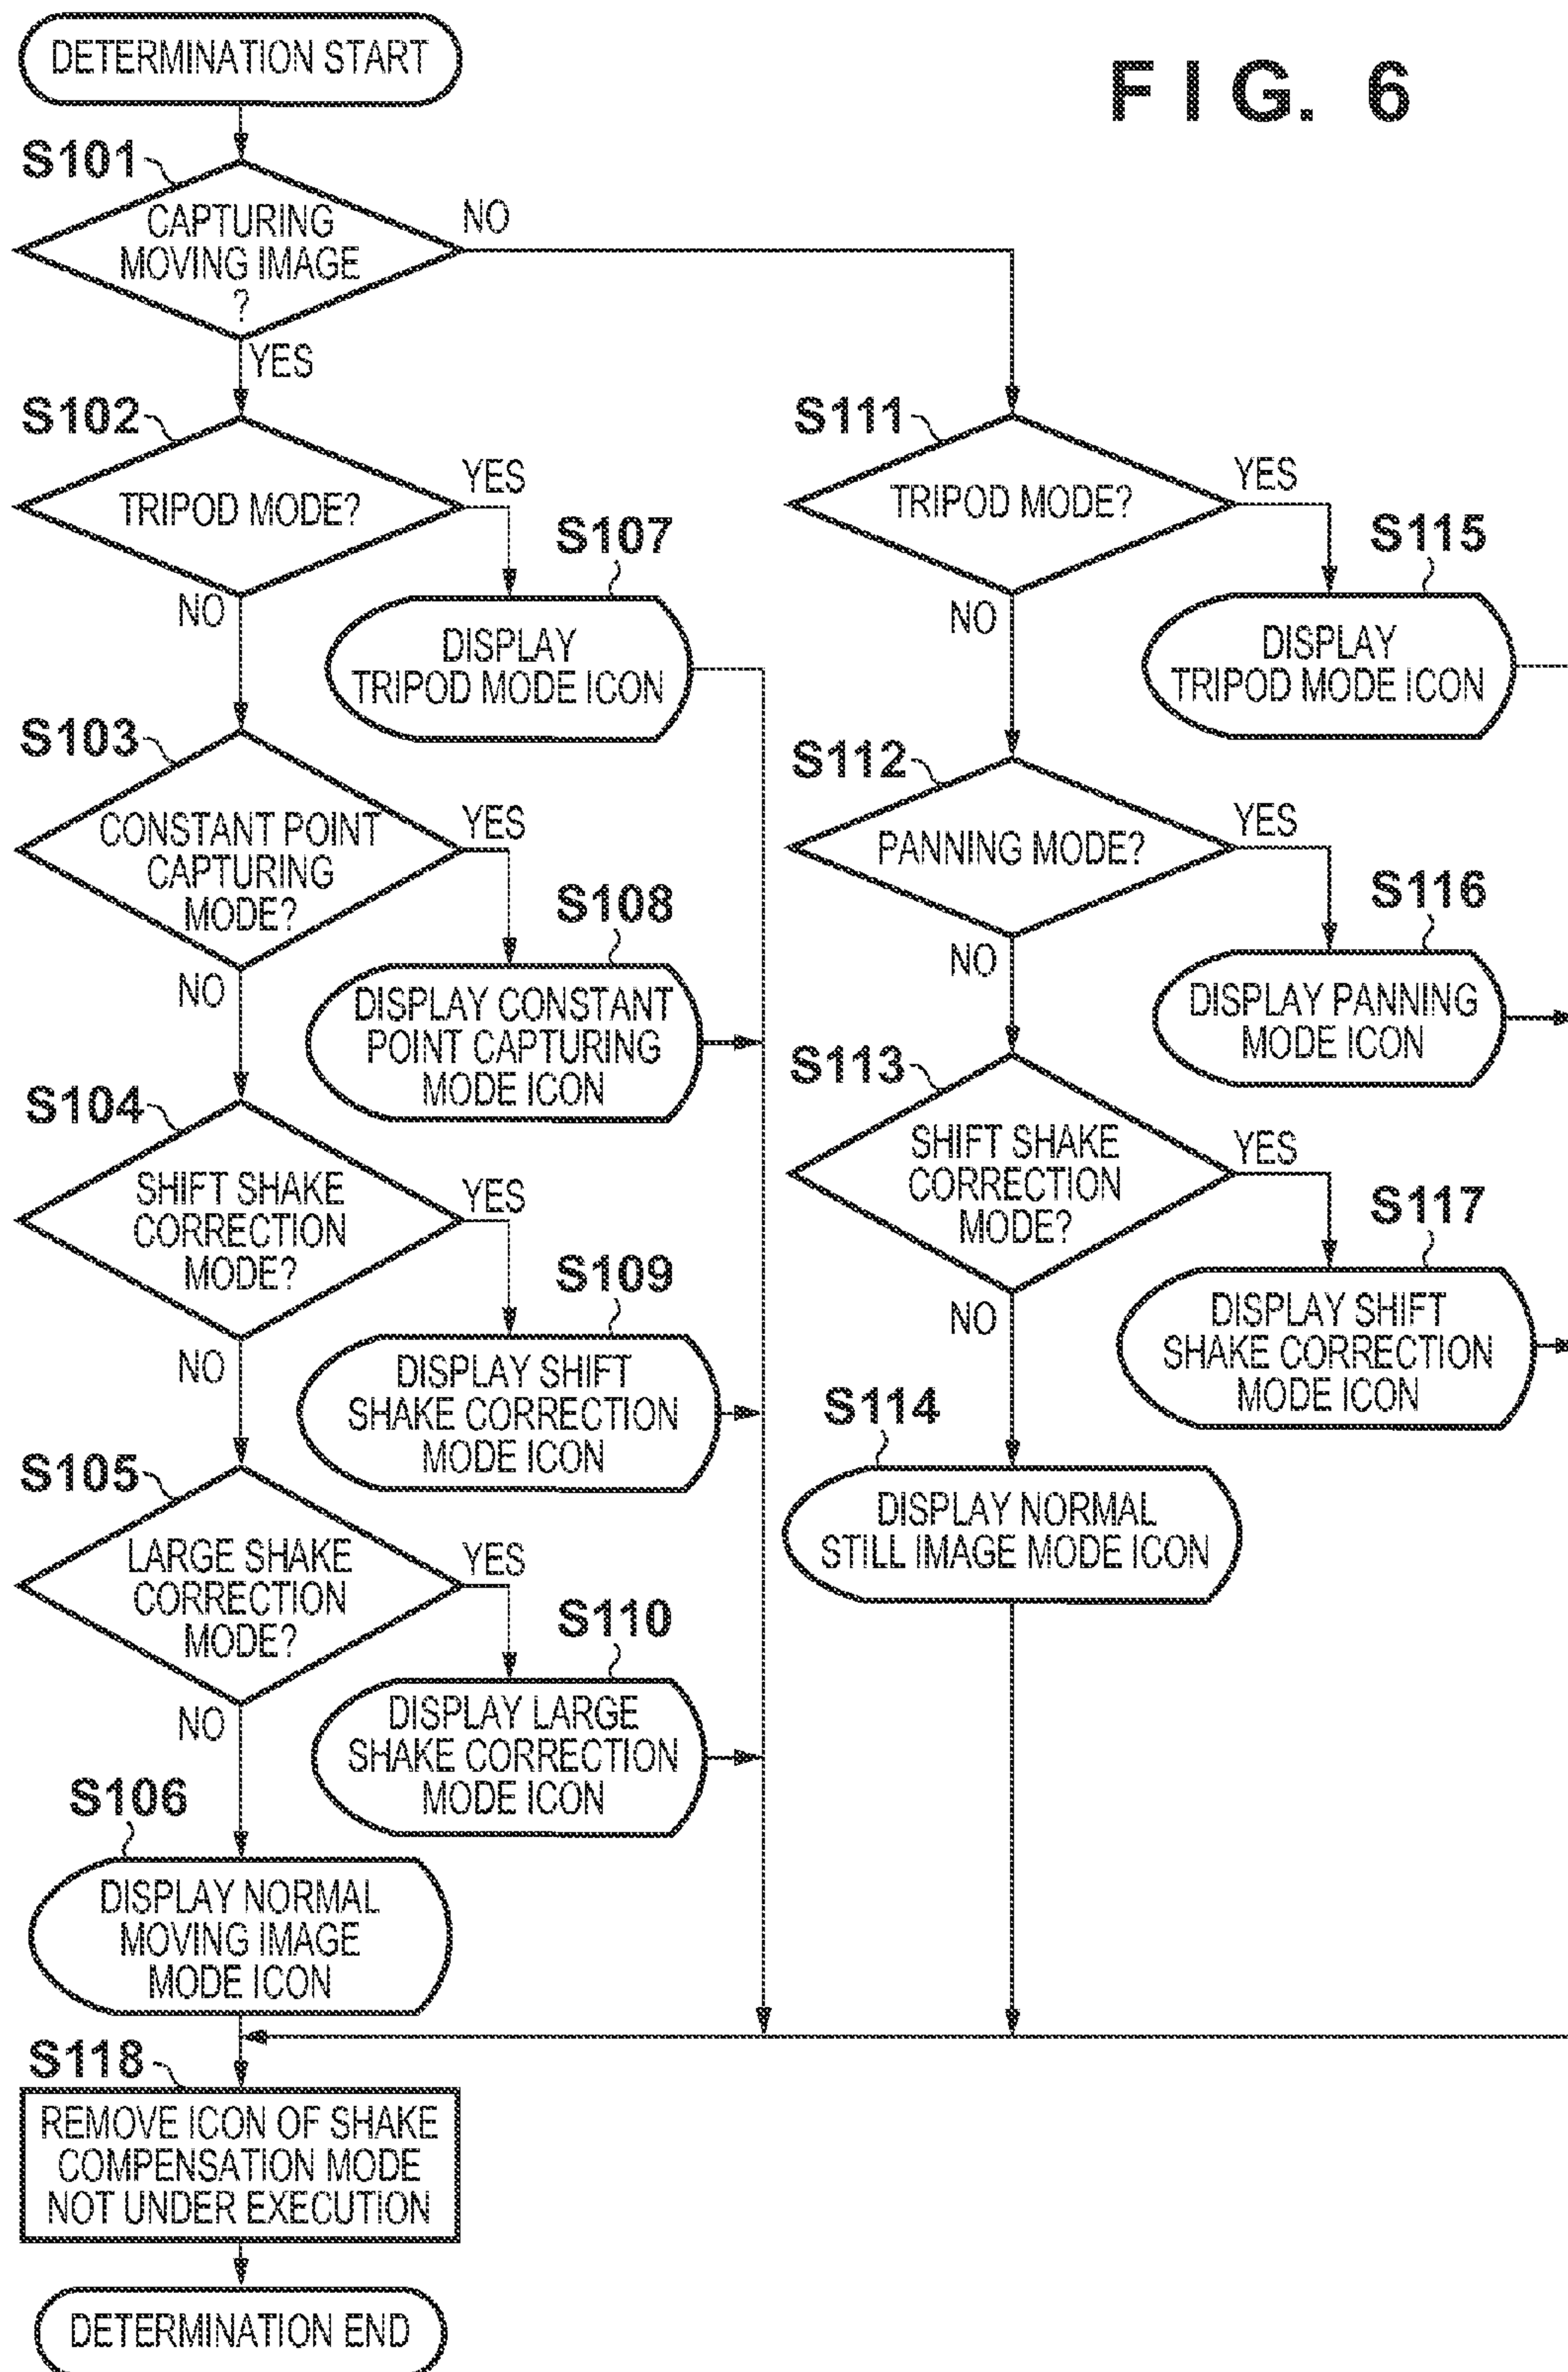 FIG. 6
DETERMINATION START
S101
CAPTURING
MOVING IMAGE
?
NO
YES
S102
TRIPOD MODE?
YES
NO
S107
DISPLAY
TRIPOD MODE ICON
S103
CONSTANT POINT
CAPTURING
MODE?
YES
NO
S108
DISPLAY CONSTANT
POINT CAPTURING
MODE ICON
S104
SHIFT SHAKE
CORRECTION
MODE?
YES
NO
S109
DISPLAY SHIFT
SHAKE CORRECTION
MODE ICON
S105
LARGE SHAKE
CORRECTION
MODE?
YES
NO
S110
DISPLAY LARGE
SHAKE CORRECTION
MODE ICON
S106
DISPLAY NORMAL
MOVING IMAGE
MODE ICON
S111
TRIPOD MODE?
YES
NO
S115
DISPLAY
TRIPOD MODE ICON
S112
PANNING MODE?
YES
NO
S116
DISPLAY PANNING
MODE ICON
S113
SHIFT SHAKE
CORRECTION
MODE?
YES
NO
S117
DISPLAY SHIFT
SHAKE CORRECTION
MODE ICON
S114
DISPLAY NORMAL
STILL IMAGE MODE ICON
S118
REMOVE ICON OF SHAKE
COMPENSATION MODE
NOT UNDER EXECUTION
DETERMINATION END